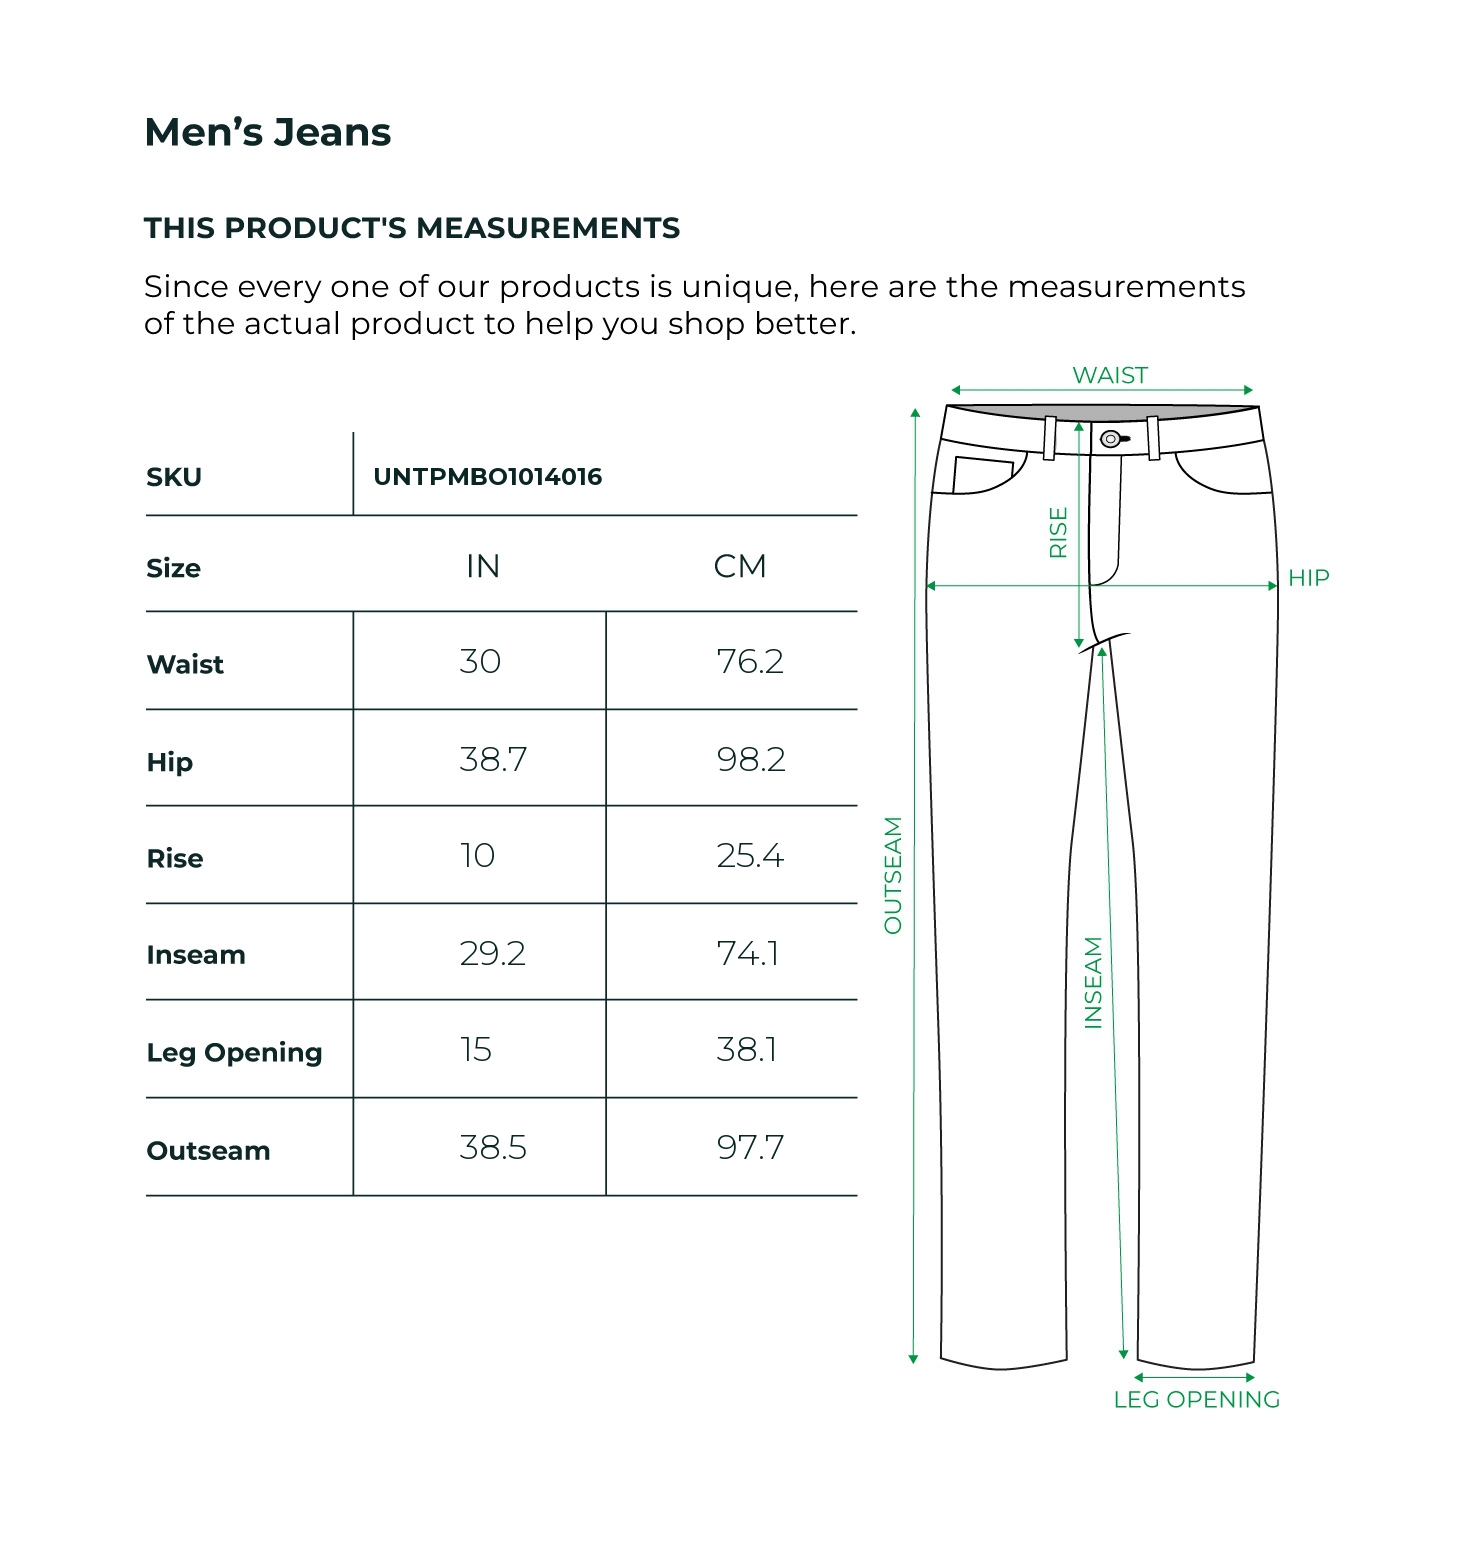 Men’s Jeans
THIS PRODUCT'S MEASUREMENTS
Since every one of our products is unique, here are the measurements
of the actual product to help you shop better.
SKU UNTPMBO1014016
Size IN CM
Waist 30 76.2
Hip 38.7 98.2
Rise 10 25.4
Inseam 29.2 74.1
Leg Opening 15 38.1
Outseam 38.5 97.7
WAIST
RISE
HIP
OUTSEAM
INSEAM
LEG OPENING